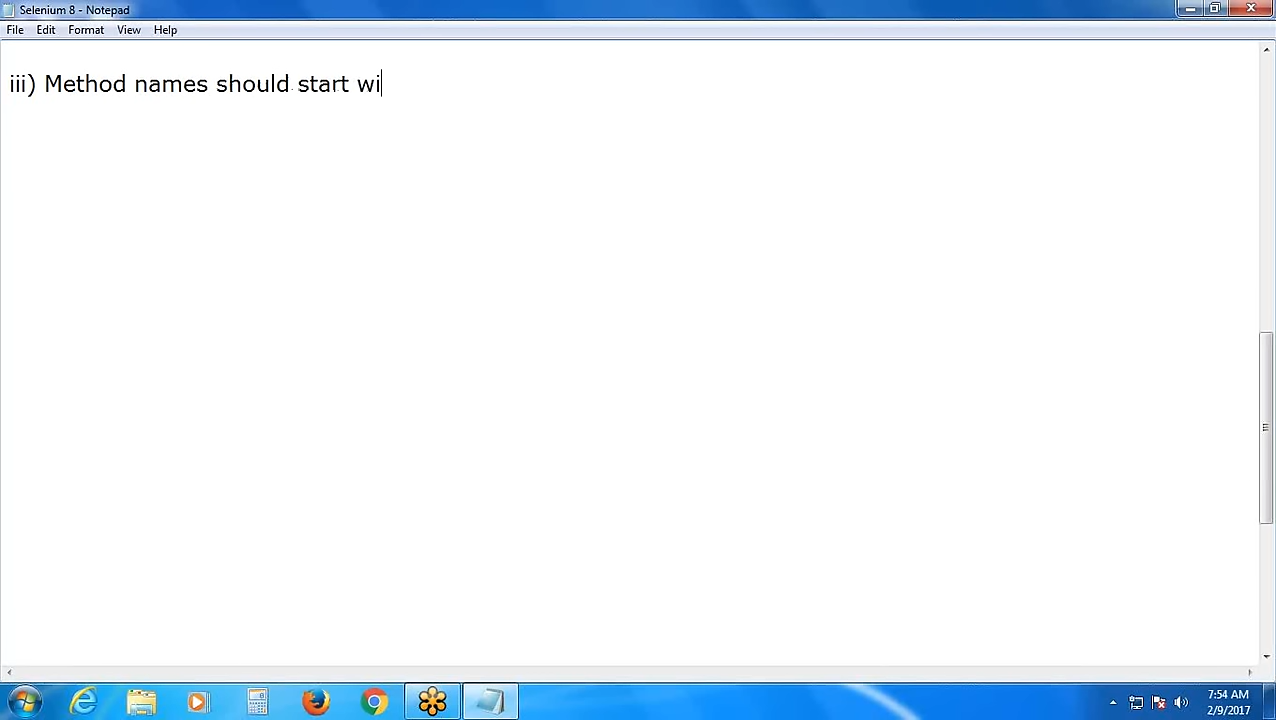 Selenium 8 - Notepad
File Edit Format View Help
iii) Method names should start wi
7:54 AM
2/9/2017